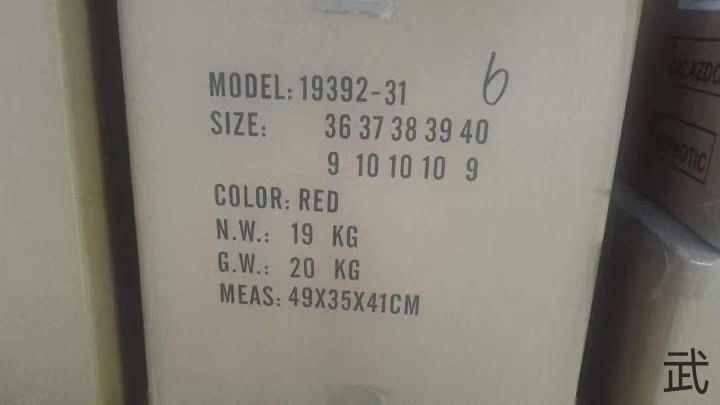 MODEL: 19392-31
6
SIZE: 36 37 38 39 40
9 10 10 10 9
COLOR: RED
N.W.: 19 KG
G.W.: 20 KG
MEAS: 49X35X41CM
武